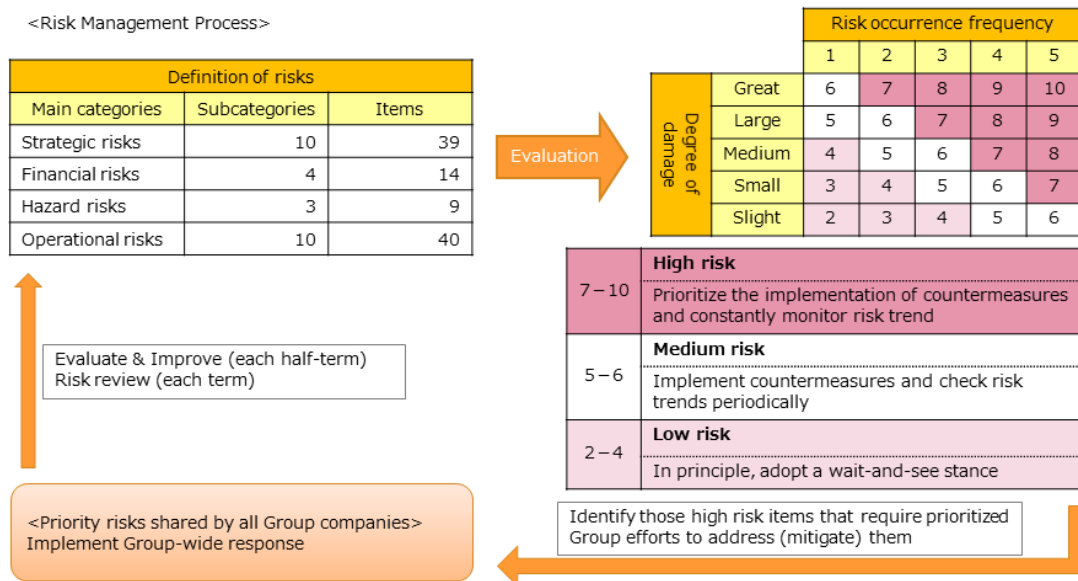 <Risk Management Process>
Definition of risks
Main categories Subcategories Items
Strategic risks 10 39
Financial risks 4 14
Hazard risks 3 9
Operational risks 10 40
Evaluation
Risk occurrence frequency
1 2 3 4 5
Degree of
damage
Great 6 7 8 9 10
Large 5 6 7 8 9
Medium 4 5 6 7 8
Small 3 4 5 6 7
Slight 2 3 4 5 6
7－10
High risk
Prioritize the implementation of countermeasures
and constantly monitor risk trend
5－6
Medium risk
Implement countermeasures and check risk
trends periodically
2－4
Low risk
In principle, adopt a wait-and-see stance
Identify those high risk items that require prioritized
Group efforts to address (mitigate) them
<Priority risks shared by all Group companies>
Implement Group-wide response
Evaluate & Improve (each half-term)
Risk review (each term)